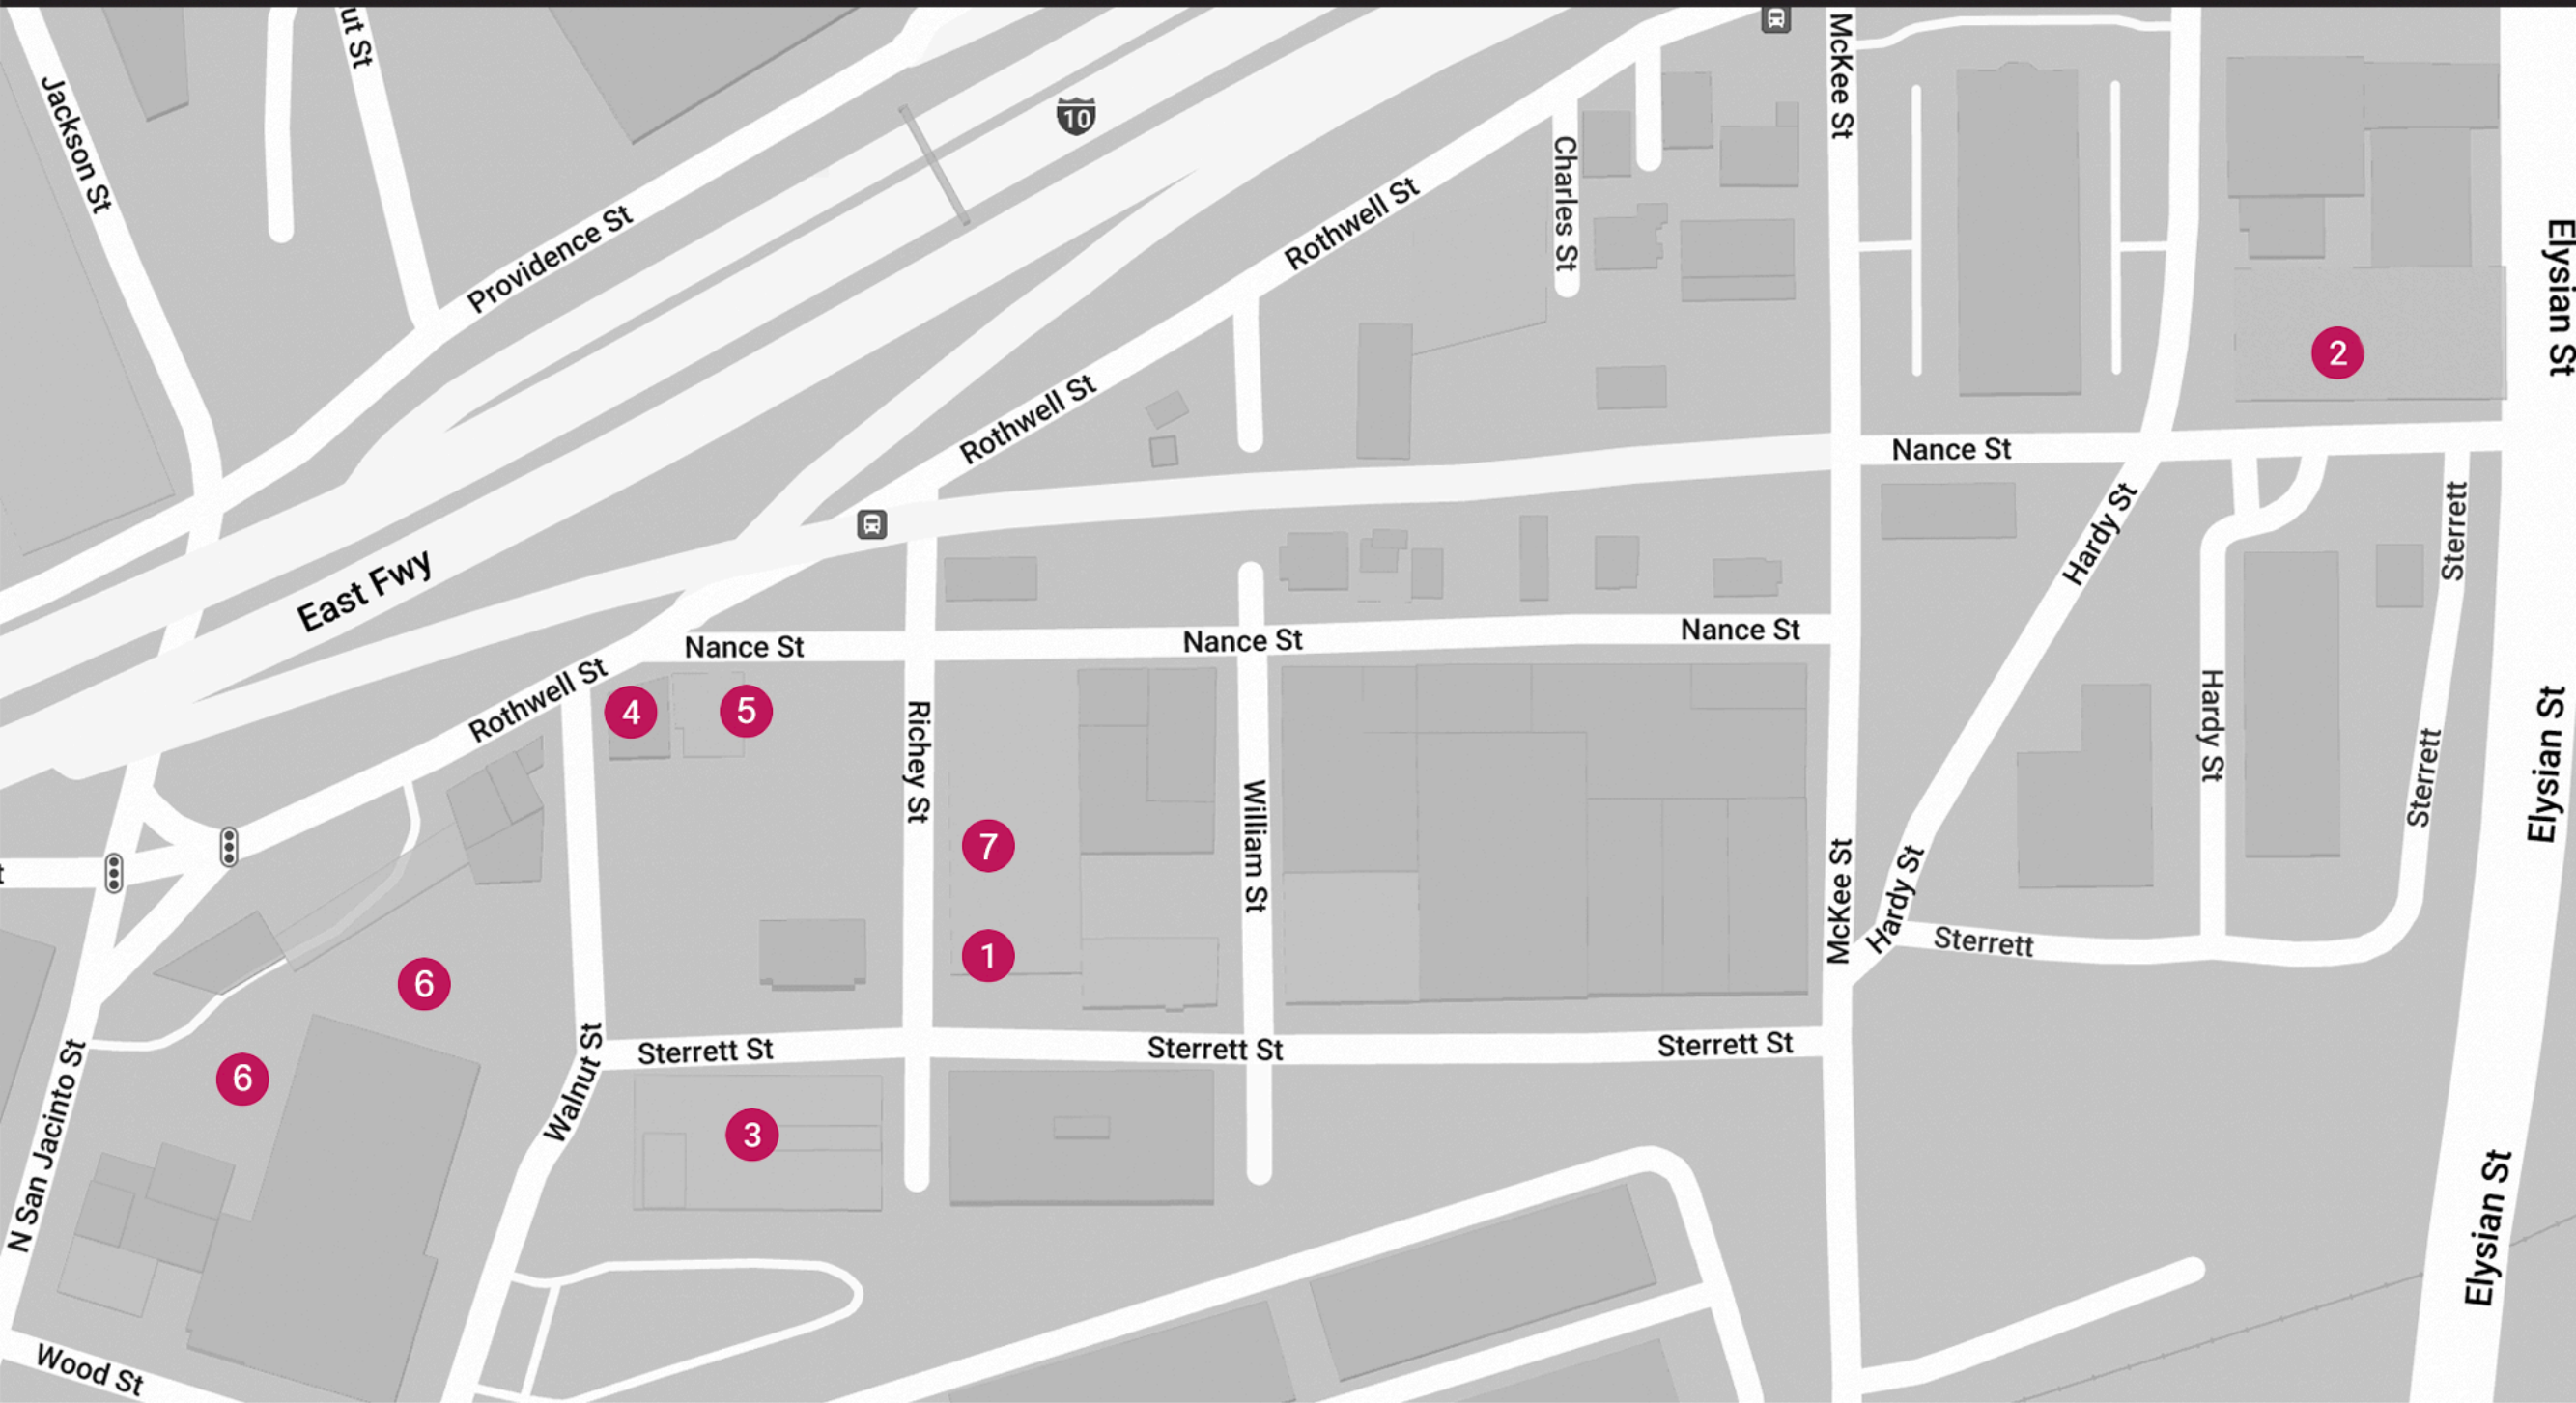 Jackson St
ut St
Providence St
10
Rothwell St
Charles St
McKee St
Elysian St
2
Rothwell St
Nance St
Hardy St
Sterrett
East Fwy
Nance St
Nance St
Nance St
Rothwell St
4
5
Richey St
William St
7
1
McKee St
Hardy St
Hardy St
Sterrett
Elysian St
Sterrett
t
6
6
N San Jacinto St
Walnut St
Sterrett St
Sterrett St
Sterrett St
3
Elysian St
Wood St